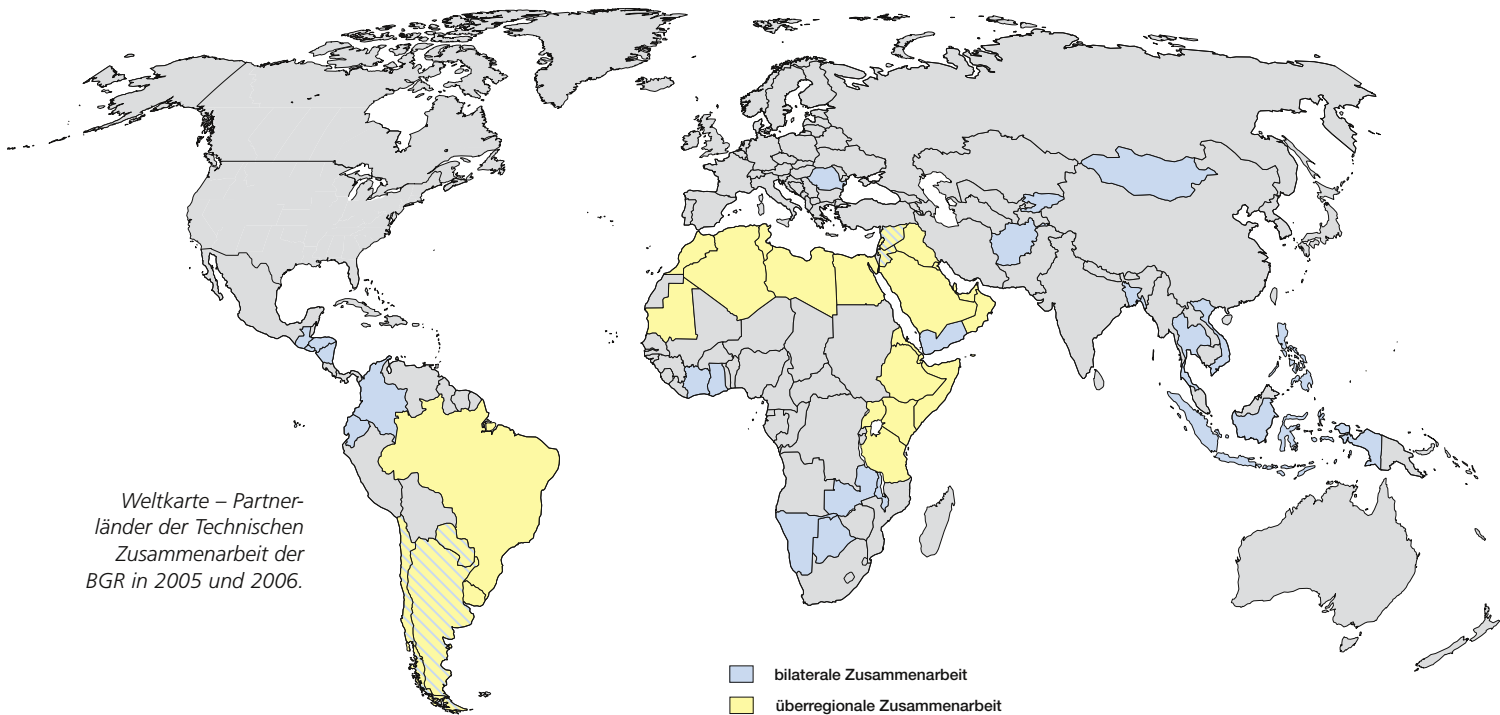 Weltkarte – Partner-
länder der Technischen
Zusammenarbeit der
BGR in 2005 und 2006.
bilaterale Zusammenarbeit
überregionale Zusammenarbeit